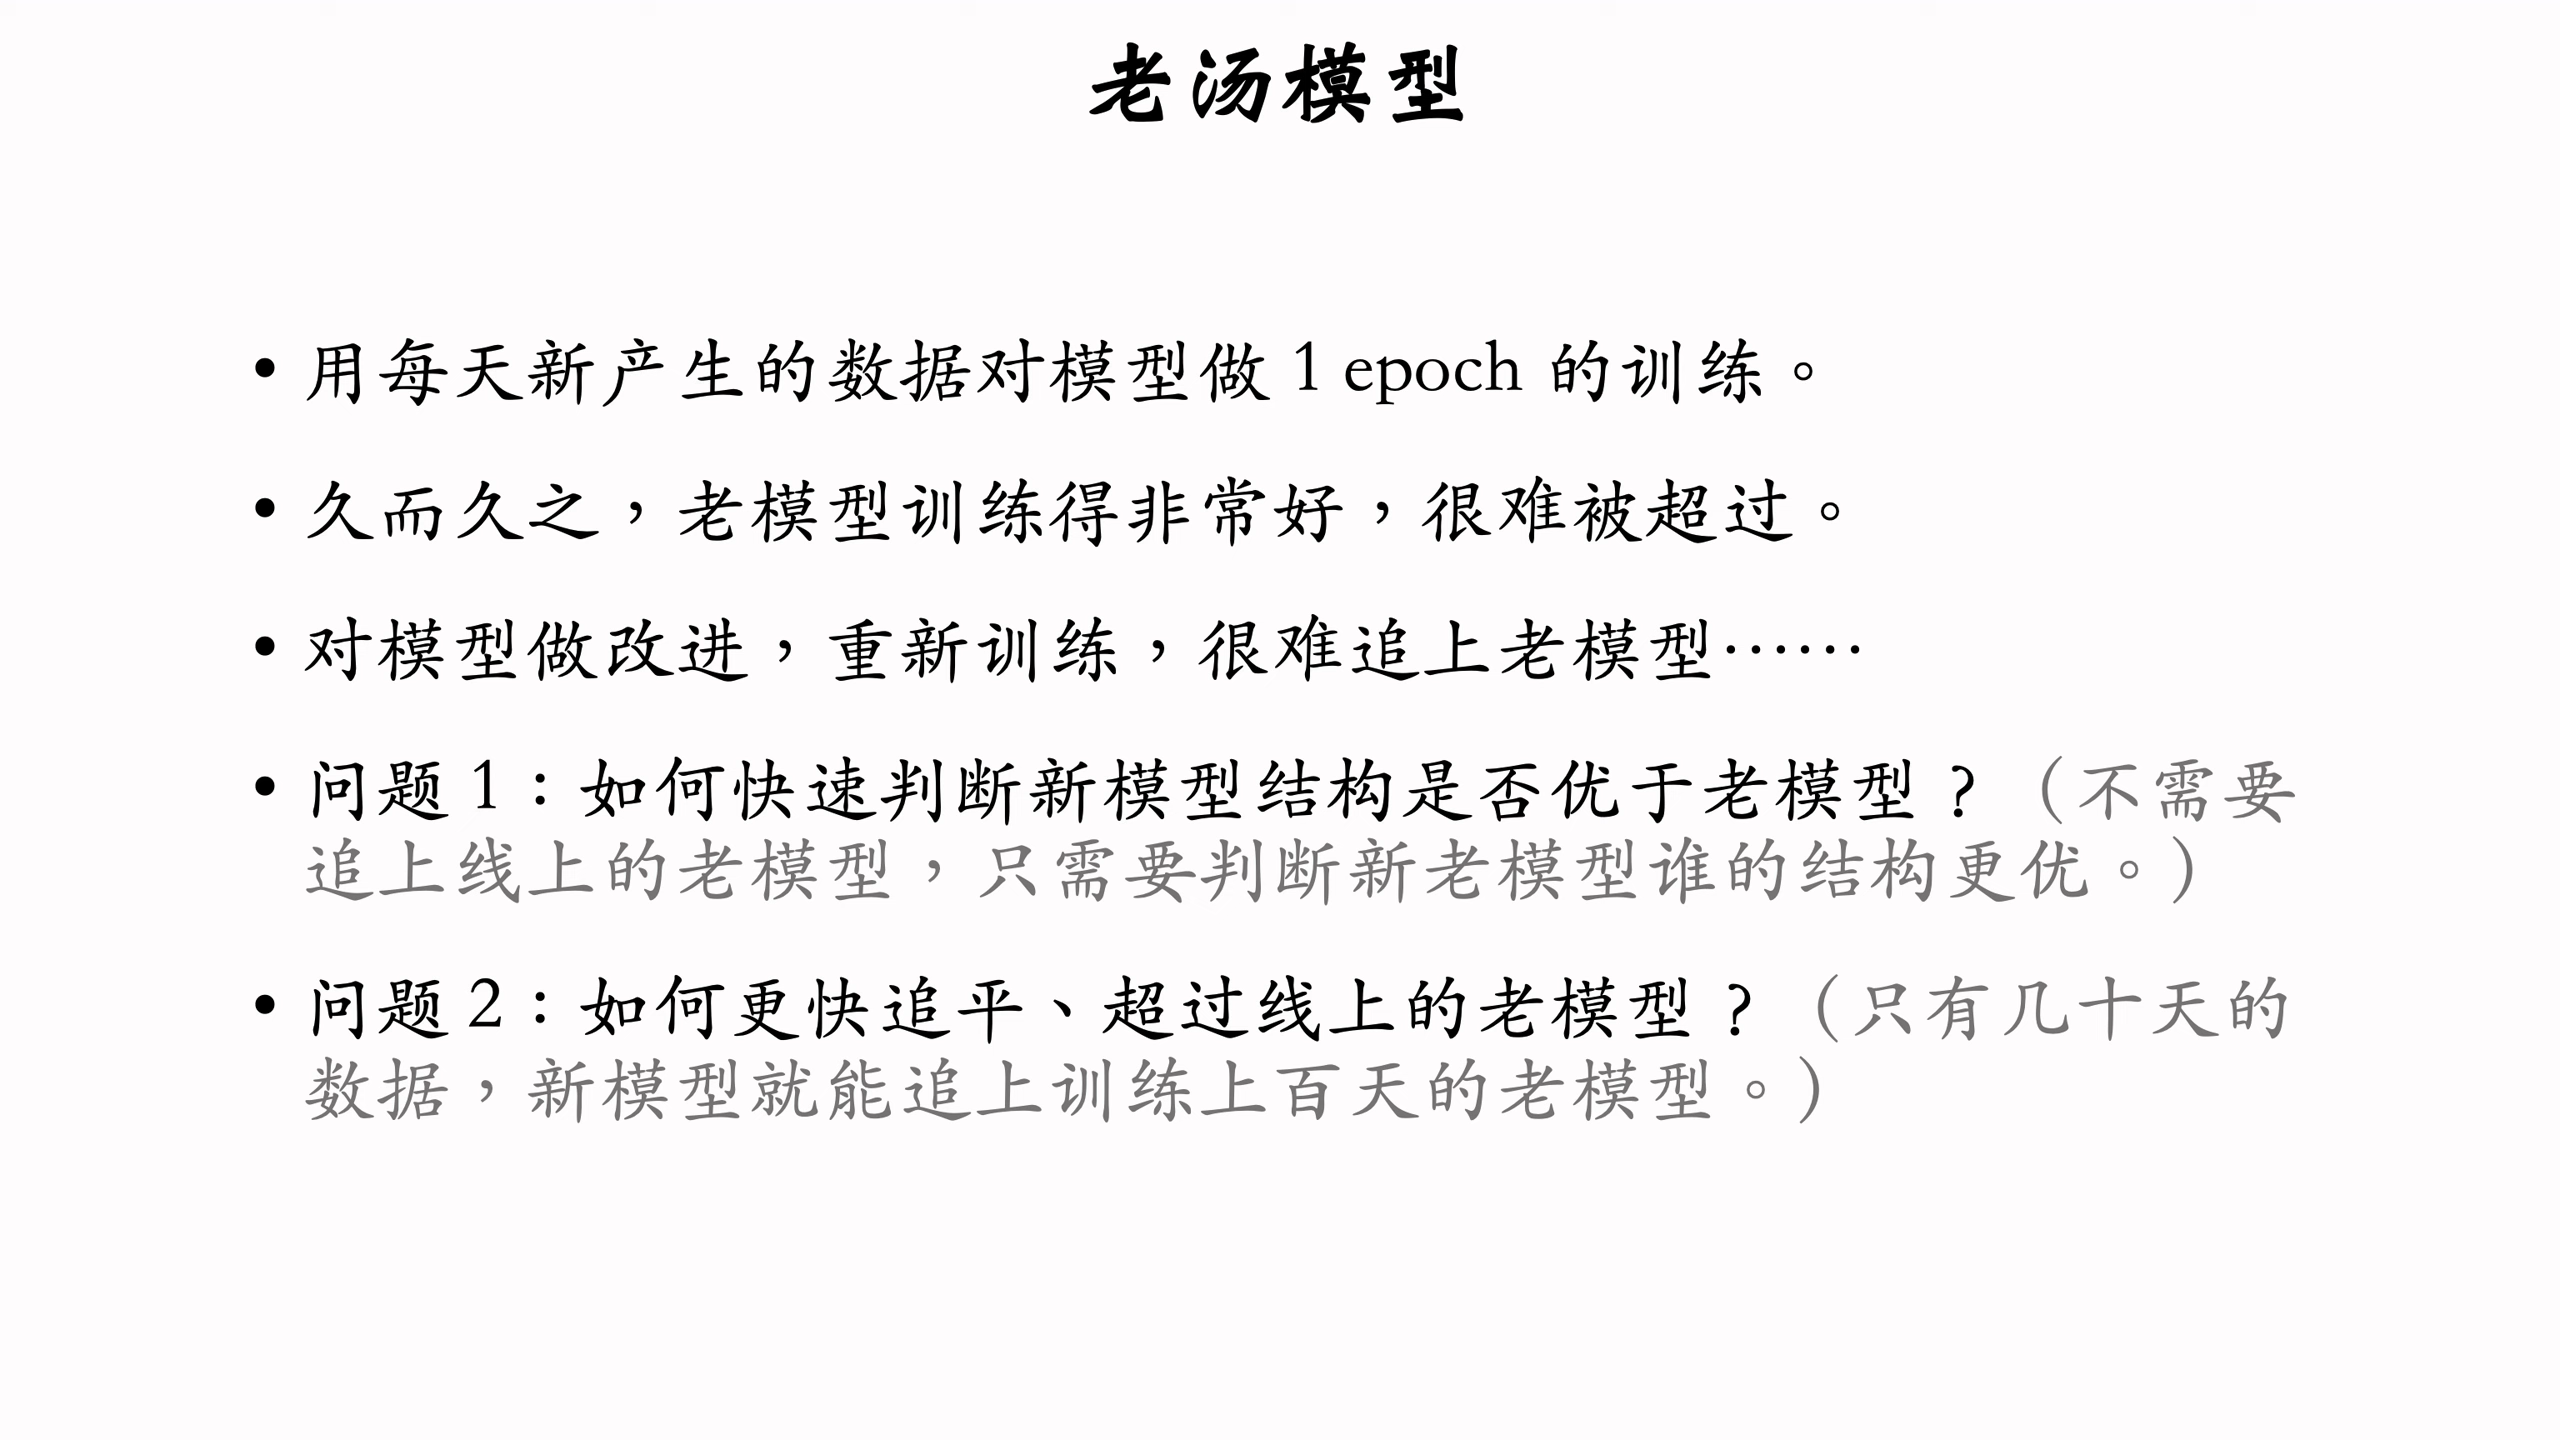 老汤模型
• 用每天新产生的数据对模型做 1 epoch 的训练。
• 久而久之，老模型训练得非常好，很难被超过。
• 对模型做改进，重新训练，很难追上老模型……
• 问题 1：如何快速判断新模型结构是否优于老模型？（不需要
追上线上的老模型，只需要判断新老模型谁的结构更优。）
• 问题 2：如何更快追平、超过线上的老模型？（只有几十天的
数据，新模型就能追上训练上百天的老模型。）